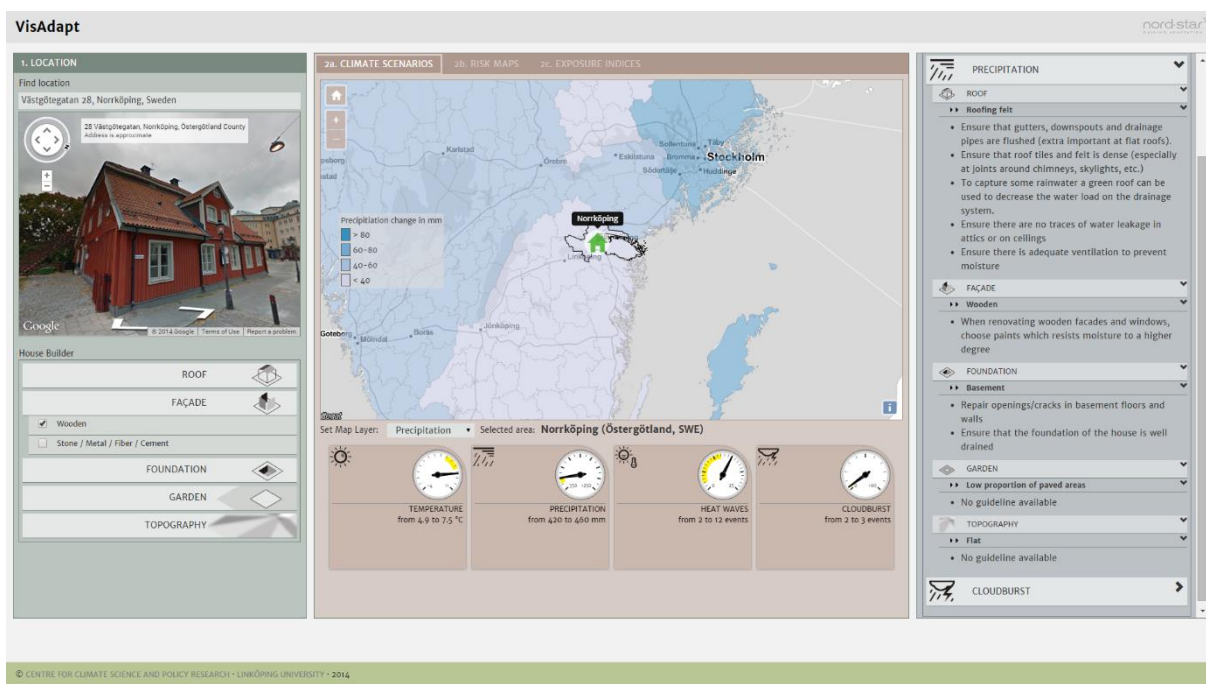 VisAdapt
nord-star
1. LOCATION
Find location
Västgötegatan 28, Norrköping, Sweden
28 Västgötegatan, Norrköping, Östergötland County
Address is approximate
Google
© 2014 Google | Terms of Use | Report a problem
House Builder
ROOF
FAÇADE
Wooden
Stone / Metal / Fiber / Cement
FOUNDATION
GARDEN
TOPOGRAPHY
2a. CLIMATE SCENARIOS
2b. RISK MAPS
2c. EXPOSURE INDICES
Karlstad
Örebro
Eskilstuna
Sollentuna
Täby
Bromma
Stockholm
Södertälje
Huddinge
Precipitiation change in mm
> 80
60-80
40-60
< 40
Norrköping
Linköping
Jönköping
Goteborg
Molndal
Boras
Set Map Layer: Precipitation
Selected area: Norrköping (Östergötland, SWE)
TEMPERATURE
from 4.9 to 7.5 °C
PRECIPITATION
from 420 to 460 mm
HEAT WAVES
from 2 to 12 events
CLOUDBURST
from 2 to 3 events
PRECIPITATION
ROOF
Roofing felt
• Ensure that gutters, downspouts and drainage
pipes are flushed (extra important at flat roofs).
• Ensure that roof tiles and felt is dense (especially
at joints around chimneys, skylights, etc.)
• To capture some rainwater a green roof can be
used to decrease the water load on the drainage
system.
• Ensure there are no traces of water leakage in
attics or on ceilings
• Ensure there is adequate ventilation to prevent
moisture
FAÇADE
Wooden
• When renovating wooden facades and windows,
choose paints which resists moisture to a higher
degree
FOUNDATION
Basement
• Repair openings/cracks in basement floors and
walls
• Ensure that the foundation of the house is well
drained
GARDEN
Low proportion of paved areas
• No guideline available
TOPOGRAPHY
Flat
• No guideline available
CLOUDBURST
© CENTRE FOR CLIMATE SCIENCE AND POLICY RESEARCH - LINKÖPING UNIVERSITY - 2014